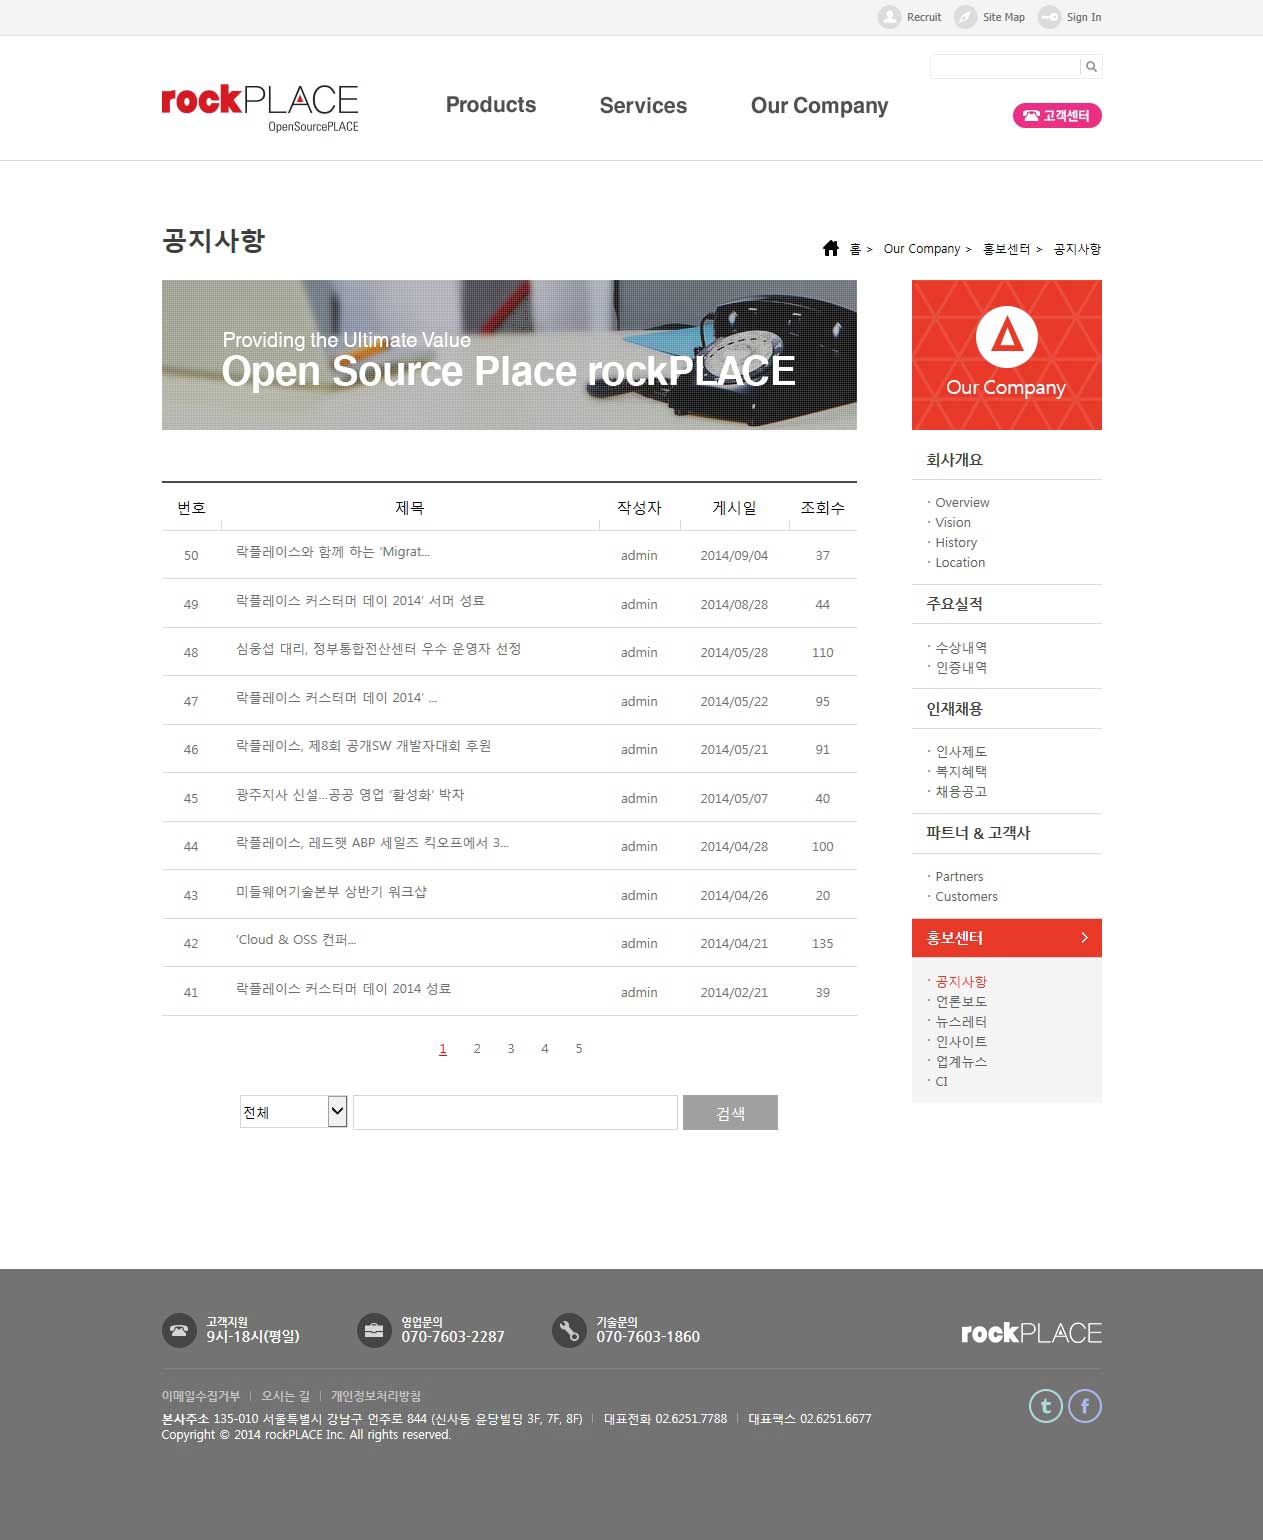 Recruit Site Map Sign In
rockPLACE
OpenSourcePLACE
Products Services Our Company
고객센터
공지사항
홈 > Our Company > 홍보센터 > 공지사항
Providing the Ultimate Value
Open Source Place rockPLACE
Our Company
번호 제목 작성자 게시일 조회수
50 락플레이스와 함께 하는 'Migrat... admin 2014/09/04 37
49 락플레이스 커스터머 데이 2014' 서머 성료 admin 2014/08/28 44
48 심웅섭 대리, 정부통합전산센터 우수 운영자 선정 admin 2014/05/28 110
47 락플레이스 커스터머 데이 2014' ... admin 2014/05/22 95
46 락플레이스, 제8회 공개SW 개발자대회 후원 admin 2014/05/21 91
45 광주지사 신설...공공 영업 '활성화' 박차 admin 2014/05/07 40
44 락플레이스, 레드햇 ABP 세일즈 킥오프에서 3... admin 2014/04/28 100
43 미들웨어기술본부 상반기 워크샵 admin 2014/04/26 20
42 'Cloud & OSS 컨퍼... admin 2014/04/21 135
41 락플레이스 커스터머 데이 2014 성료 admin 2014/02/21 39
1 2 3 4 5
전체 검색
회사개요
· Overview
· Vision
· History
· Location
주요실적
· 수상내역
· 인증내역
인재채용
· 인사제도
· 복지혜택
· 채용공고
파트너 & 고객사
· Partners
· Customers
홍보센터
· 공지사항
· 언론보도
· 뉴스레터
· 인사이트
· 업계뉴스
· CI
고객지원
9시-18시(평일)
영업문의
070-7603-2287
기술문의
070-7603-1860
rockPLACE
이메일수집거부 | 오시는 길 | 개인정보처리방침
본사주소 135-010 서울특별시 강남구 언주로 844 (신사동 윤당빌딩 3F, 7F, 8F) | 대표전화 02.6251.7788 | 대표팩스 02.6251.6677
Copyright © 2014 rockPLACE Inc. All rights reserved.